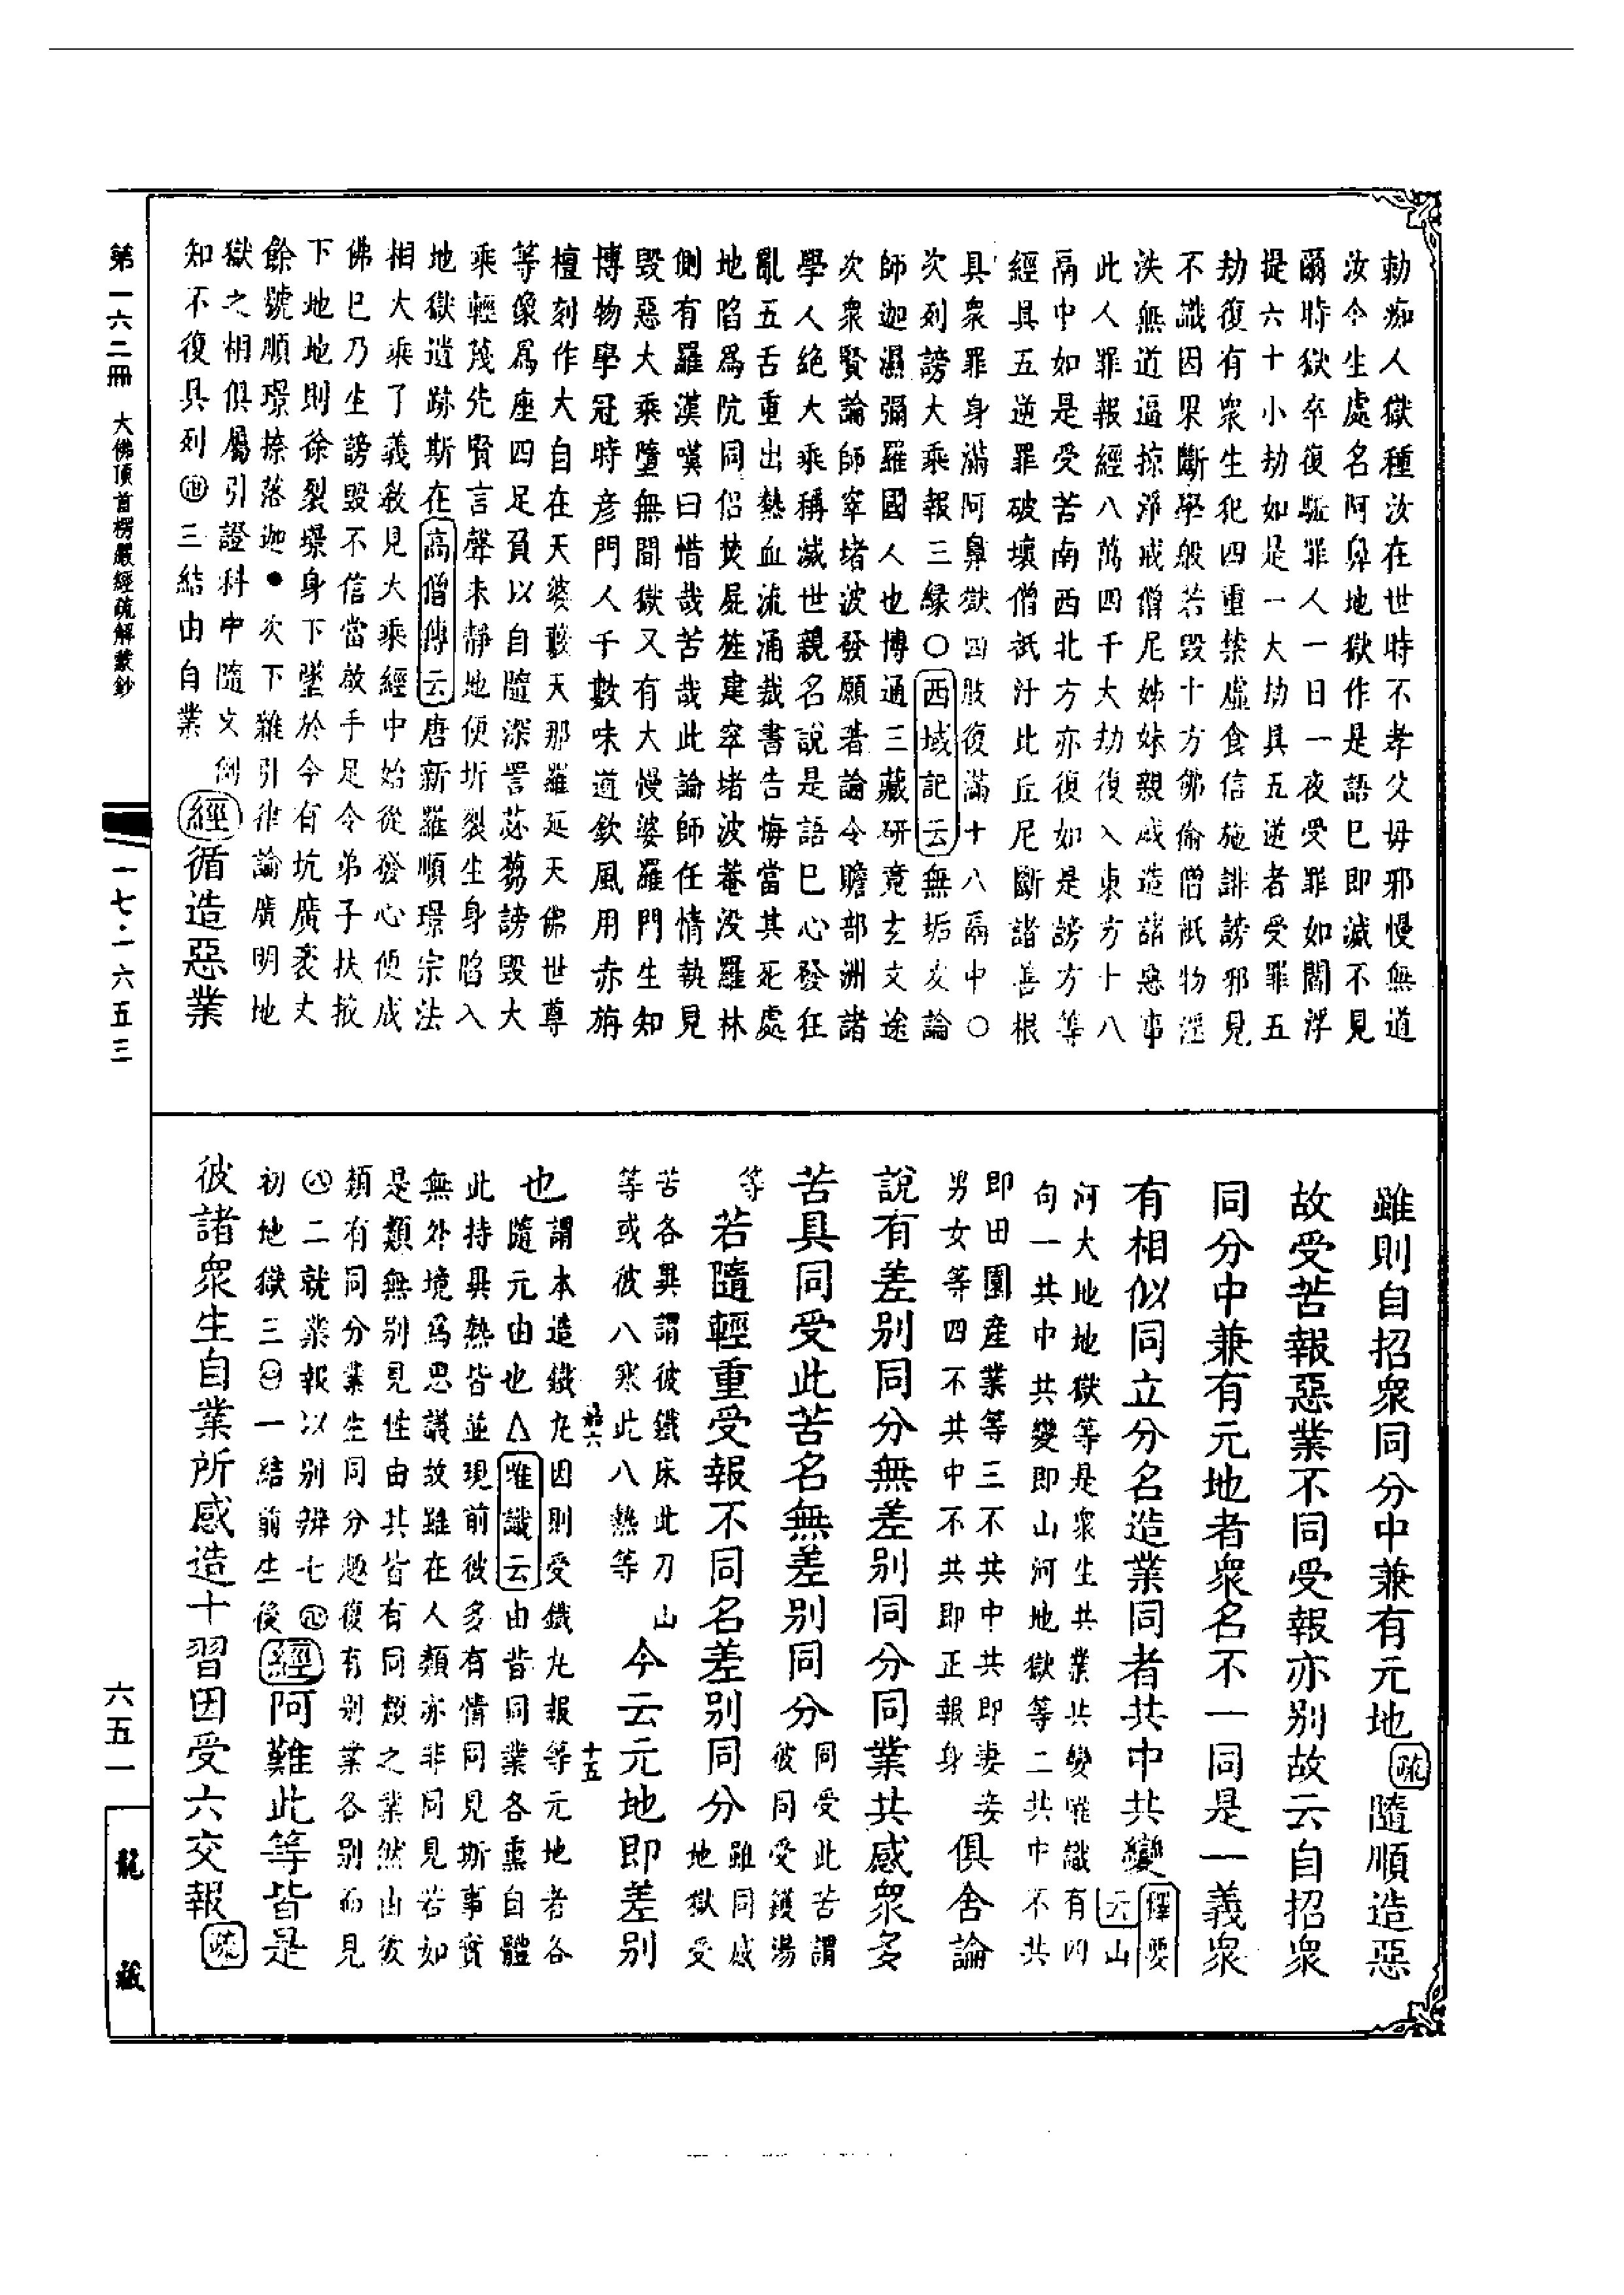 勅痴人獄種汝在世時不孝父母邪慢無道
汝今生處名阿鼻地獄作是語巳即滅不見
爾時獄卒復驅罪人一日一夜受罪如閻浮
提六十小劫如是一大劫具五逆者受罪五
劫復有衆生犯四重禁虛食信施誹謗邪見
不識因果斷學般若毀十方佛偷僧祇物淫
泆無道逼掠淨戒僧尼姊妹親戚造諸惡事
此人罪報經八萬四千大劫復入東方十八
鬲中如是受苦南西北方亦復如是謗方等
經具五逆罪破壞僧祇汙比丘尼斷諸善根
具衆罪身滿阿鼻獄四肢復滿十八鬲中○
次列謗大乘報三緣○西域記云無垢友論
師迦濕彌羅國人也博通三藏研竟玄文途
次衆賢論師窣堵波發願若論令瞻部洲諸
學人絕大乘稱滅世親名說是語巳心發狂
亂五舌重出熱血流涌裁書告悔當其死處
地陷爲阬同侶焚屍旌建窣堵波菴没羅林
側有羅漢嘆曰惜哉苦哉此論師任情執見
毀惡大乘墮無間獄又有大慢婆羅門生知
博物學冠時彦門人千數味道欽風用赤旃
檀刻作大自在天婆藪天那羅延天佛世尊
等像爲座四足負以自隨深詈苾芻謗毀大
乘輕蔑先賢言聲未靜地便坼裂生身陷入
地獄遺跡斯在高僧傳云唐新羅順璟宗法
相大乘了義敎見大乘經中始從發心便成
佛巳乃生謗毀不信當啟手足令弟子扶掖
下地地則徐裂璟身下墜於今有坑廣袤丈
餘號順璟捺落迦●次下雜引律論廣明地
獄之相俱屬引證科中隨文例
知不復具列㊉三結由自業經循造惡業
雖則自招衆同分中兼有元地疏隨順造惡
故受苦報惡業不同受報亦别故云自招衆
同分中兼有元地者衆名不一同是一義衆
有相似同立分名造業同者共中共變釋要
云山
河大地地獄等是衆生共業共變唯識有四
句一共中共變即山河地獄等二共中不共
即田園產業等三不共中共即妻妾
男女等四不共中不共即正報身
俱舍論
說有差别同分無差别同分同業共感衆多
苦具同受此苦名無差别同分同受此苦謂
彼同受鑊湯
等
若隨輕重受報不同名差别同分雖同感
地獄受
苦各異謂彼鐵床此刀山
等或彼八寒此八熱等
今云元地即差别
也謂本造鐵丸因則受鐵丸報等元地者各
隨元由也△唯識云由昔同業各熏自體
此持異熟皆並現前彼多有情同見斯事實
無外境爲思議故雖在人類亦非同見若如
是類無别見性由其皆有同類之業然由彼
類有同分業生同分趣復有别業各别而見
㊇二就業報以别辨七
初地獄三㊀一結前生後
經阿難此等皆是
彼諸衆生自業所感造十習因受六交報疏
第一六二冊
大佛頂首楞嚴經疏解蒙鈔
一七·一六五三
六五一
龍藏
十五